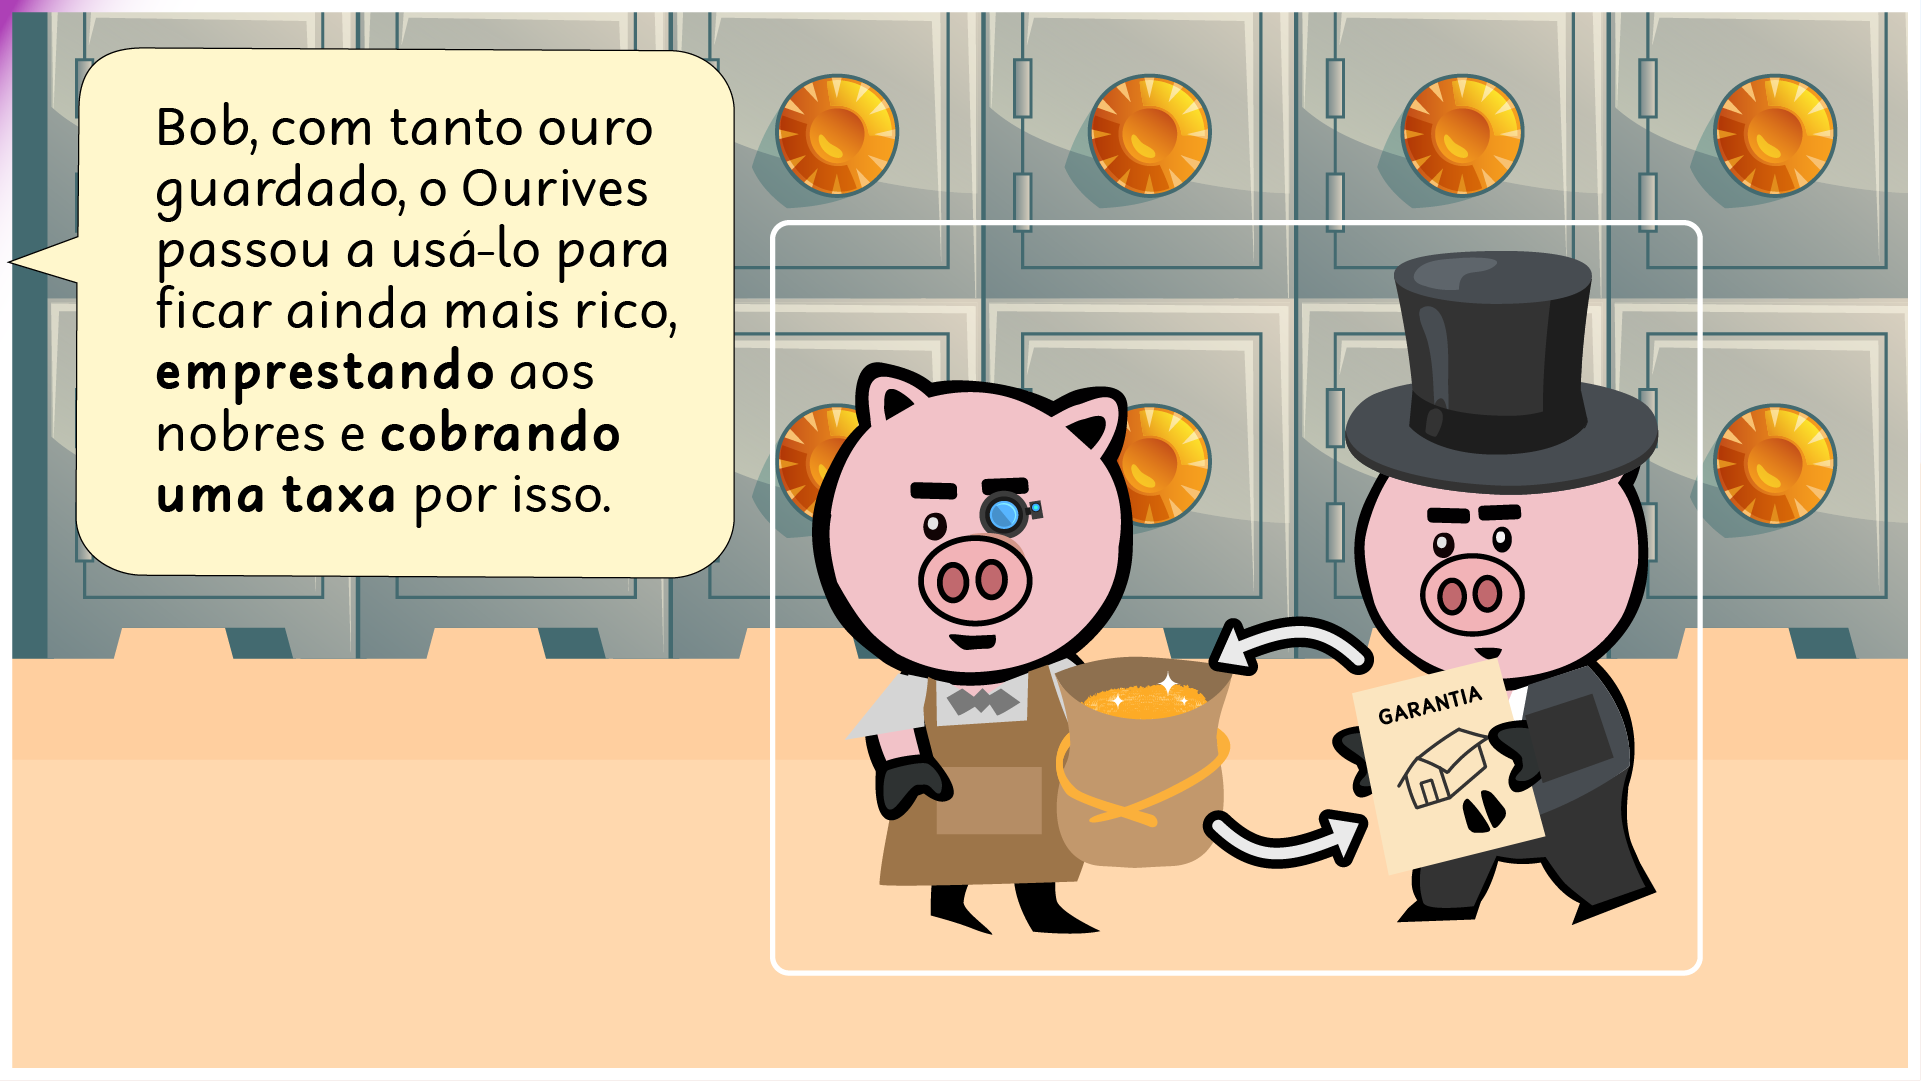 Bob, com tanto ouro
guardado, o Ourives
passou a usá-lo para
ficar ainda mais rico,
emprestando aos
nobres e cobrando
uma taxa por isso.
GARANTIA